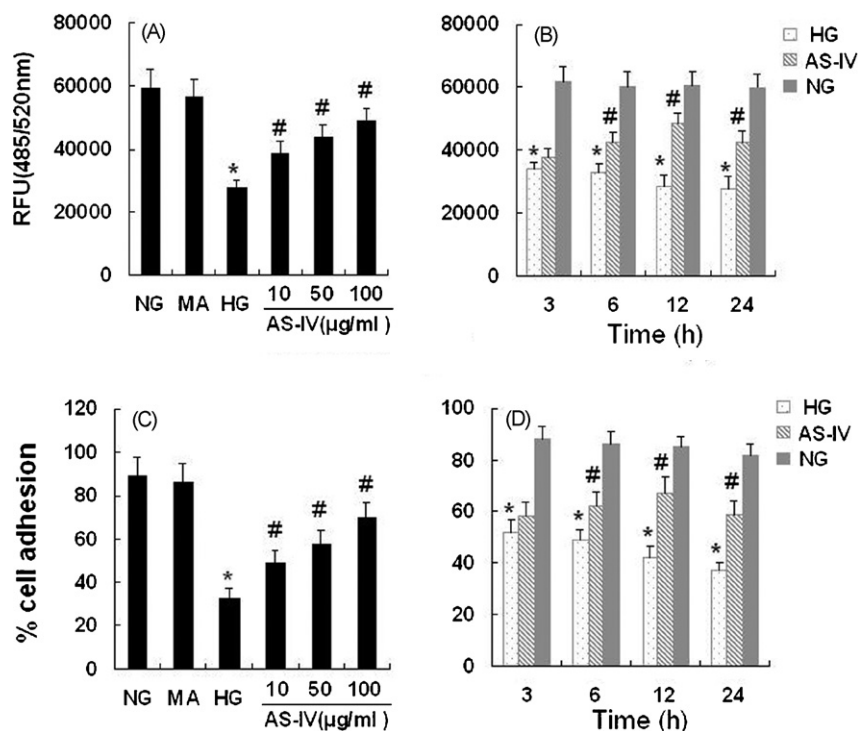 (A)
RFU(485/520nm)
80000
60000
40000
20000
0
*
#
#
#
NG MA HG 10 50 100
AS-IV(µg/ml )
(B)
80000
60000
40000
20000
0
*
* #
* #
* #
3 6 12 24
Time (h)
HG
AS-IV
NG
(C)
% cell adhesion
120
100
80
60
40
20
0
*
#
#
#
NG MA HG 10 50 100
AS-IV(µg/ml )
(D)
100
80
60
40
20
0
*
* #
* #
* #
3 6 12 24
Time (h)
HG
AS-IV
NG